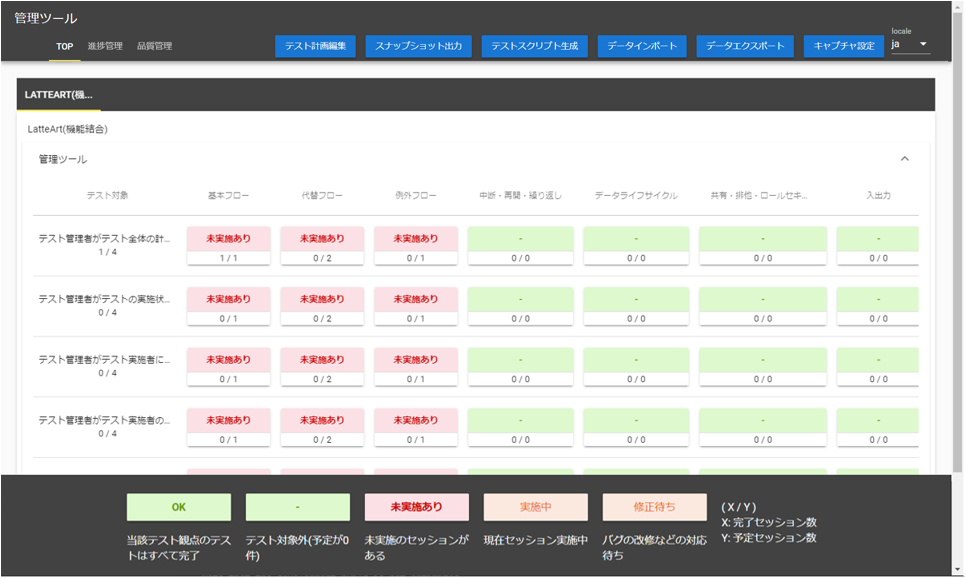 管理ツール
TOP 進捗管理 品質管理 テスト計画編集 スナップショット出力 テストスクリプト生成 データインポート データエクスポート キャプチャ設定 locale ja
LATTEART(機...
LatteArt(機能結合)
管理ツール
テスト対象 基本フロー 代替フロー 例外フロー 中断・再開・繰り返し データライフサイクル 共有・排他・ロールセキ... 入出力
テスト管理者がテスト全体の計... 未実施あり 未実施あり 未実施あり - - - -
1 / 4 1 / 1 0 / 2 0 / 1 0 / 0 0 / 0 0 / 0 0 / 0
テスト管理者がテストの実施状... 未実施あり 未実施あり 未実施あり - - - -
0 / 4 0 / 1 0 / 2 0 / 1 0 / 0 0 / 0 0 / 0 0 / 0
テスト管理者がテスト実施者に... 未実施あり 未実施あり 未実施あり - - - -
0 / 4 0 / 1 0 / 2 0 / 1 0 / 0 0 / 0 0 / 0 0 / 0
テスト管理者がテスト実施者の... 未実施あり 未実施あり 未実施あり - - - -
0 / 4 0 / 1 0 / 2 0 / 1 0 / 0 0 / 0 0 / 0 0 / 0
OK
当該テスト観点のテス
トはすべて完了
-
テスト対象外(予定が0
件)
未実施あり
未実施のセッションが
ある
実施中
現在セッション実施中
修正待ち
バグの改修などの対応
待ち
( X / Y )
X: 完了セッション数
Y: 予定セッション数